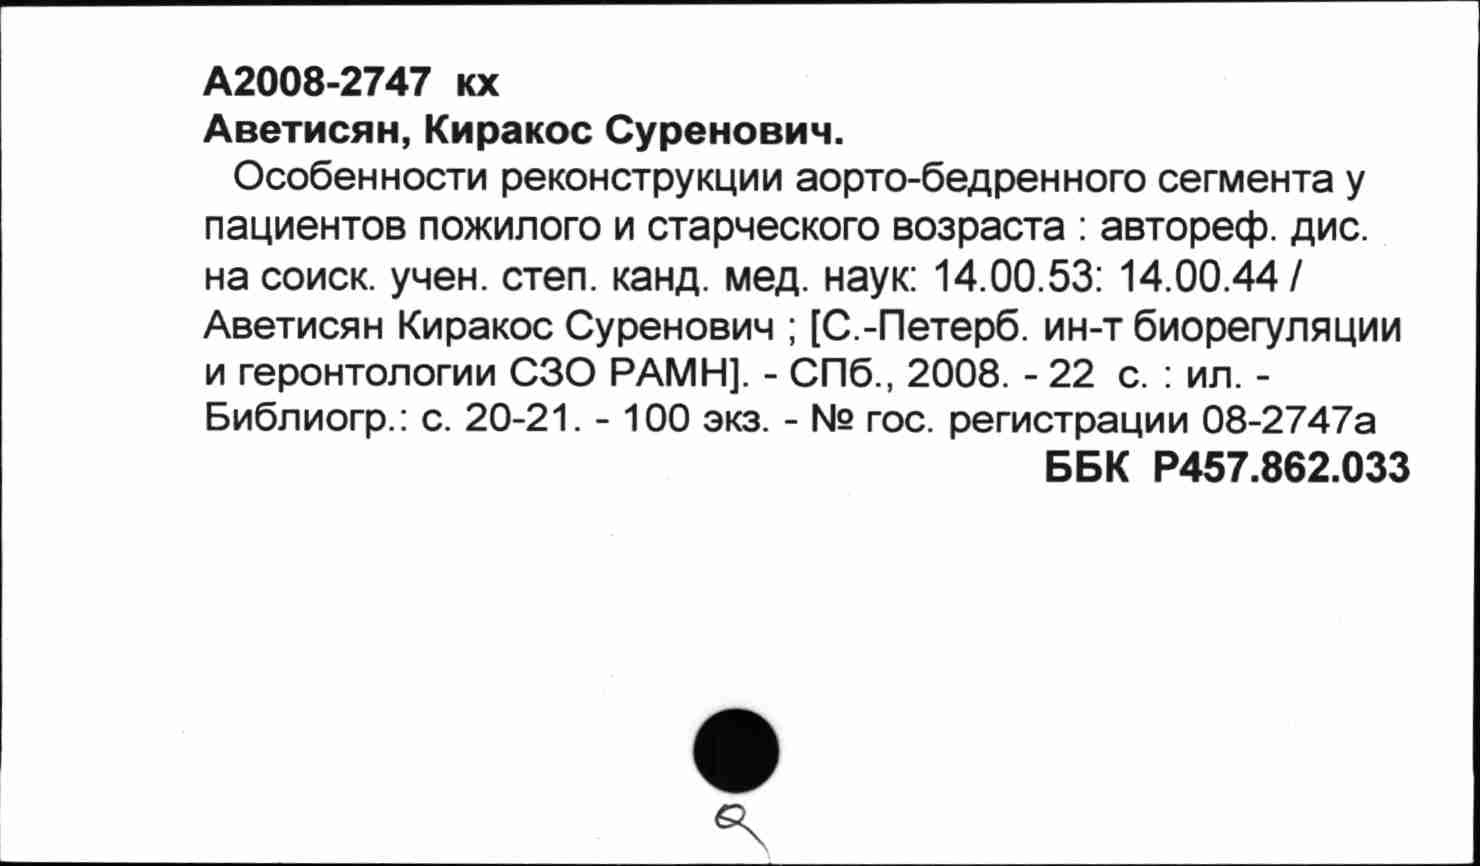 А2008-2747 кх
Аветисян, Киракос Суренович.
Особенности реконструкции аорто-бедренного сегмента у
пациентов пожилого и старческого возраста : автореф. дис.
на соиск. учен. степ. канд. мед. наук: 14.00.53: 14.00.44 /
Аветисян Киракос Суренович ; [С.-Петерб. ин-т биорегуляции
и геронтологии СЗО РАМН]. - СПб., 2008. - 22 с. : ил. -
Библиогр.: с. 20-21. - 100 экз. - № гос. регистрации 08-2747а
ББК Р457.862.033